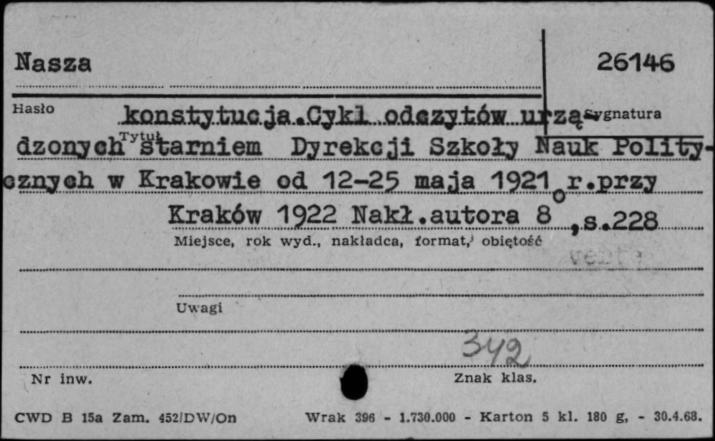 Nasza
26146
Hasło
konstytucja.Cykl odczytów urzą-
Sygnatura
Tytuł
dzonych starniem Dyrekcji Szkoły Nauk Polity-
cznych w Krakowie od 12-25 maja 1921 r.przy
Kraków 1922 Nakł.autora 8o,s.228
Miejsce, rok wyd., nakładca, format, objętość
Uwagi
342
Nr inw.
Znak klas.
CWD B 15a Zam. 452/DW/On Wrak 396 - 1.730.000 - Karton 5 kl. 180 g. - 30.4.68.